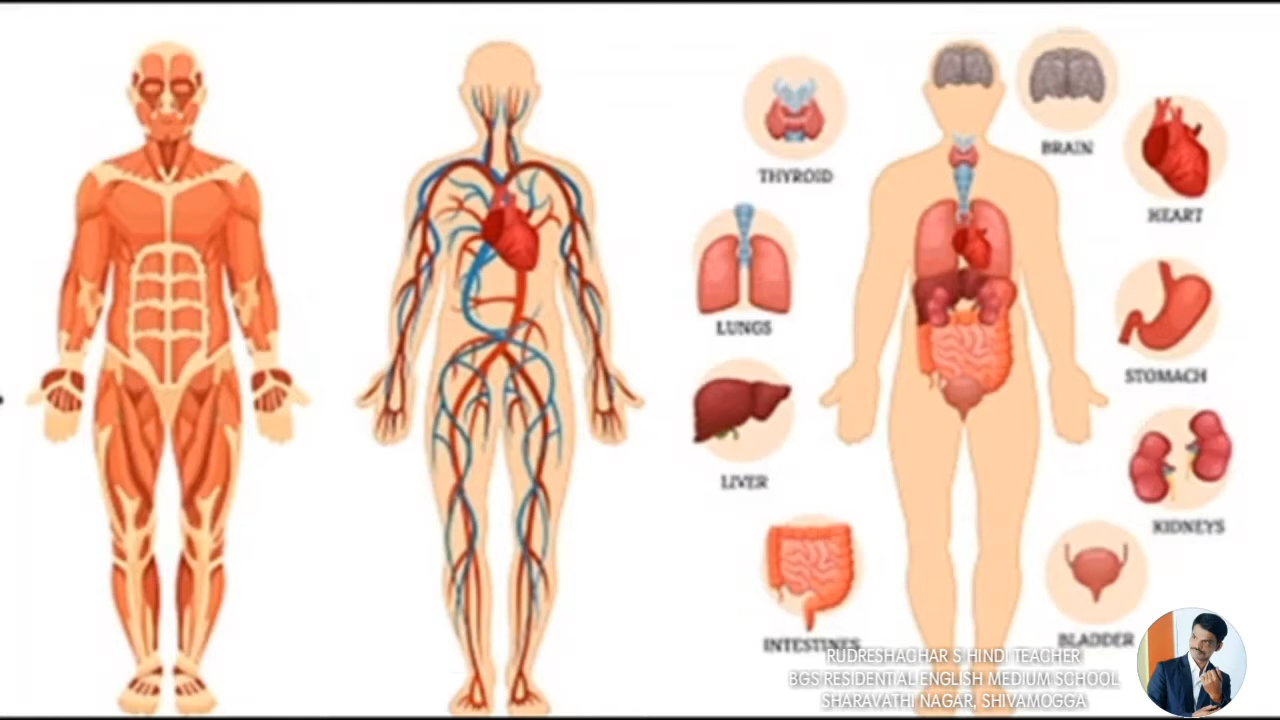 THYROID
BRAIN
HEART
LUNGS
STOMACH
LIVER
KIDNEYS
INTESTINES
BLADDER
RUDRESHACHAR S HINDI TEACHER
BGS RESIDENTIAL ENGLISH MEDIUM SCHOOL
SHARAVATHI NAGAR, SHIVAMOGGA